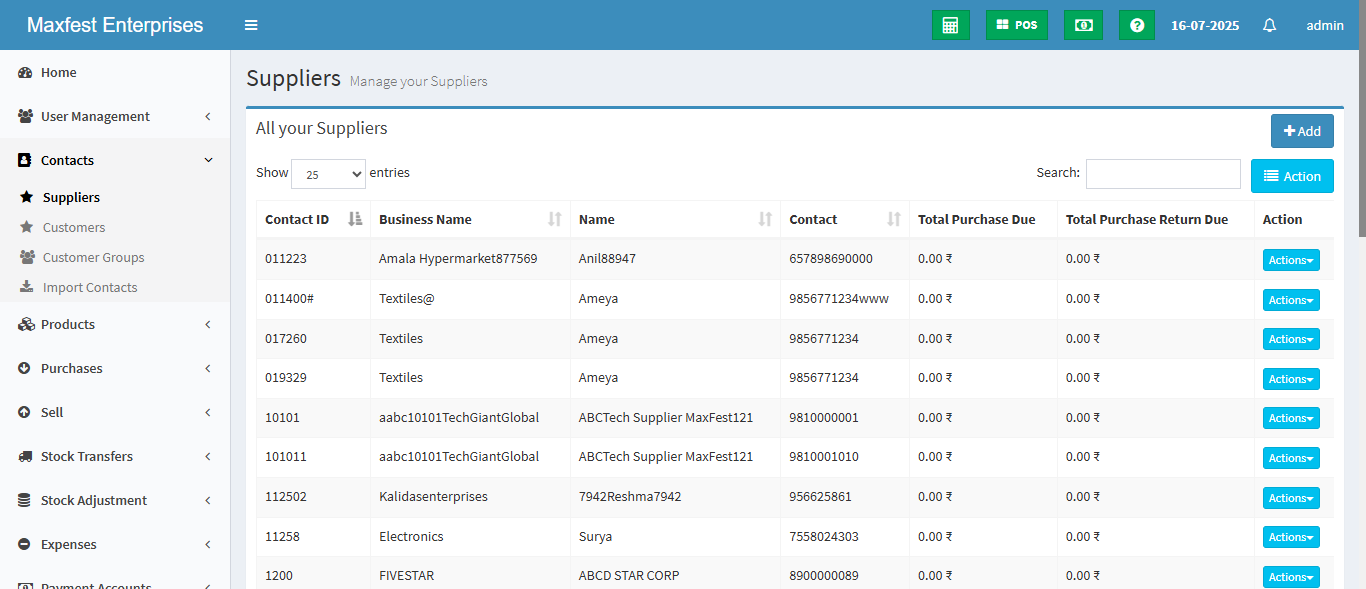 Maxfest Enterprises
POS
16-07-2025
admin
Home
User Management
Contacts
Suppliers
Customers
Customer Groups
Import Contacts
Products
Purchases
Sell
Stock Transfers
Stock Adjustment
Expenses
Payment Accounts
Suppliers Manage your Suppliers
All your Suppliers
Add
Show 25 entries
Search:
Action
Contact ID Business Name Name Contact Total Purchase Due Total Purchase Return Due Action
011223 Amala Hypermarket877569 Anil88947 657898690000 0.00 ₹ 0.00 ₹ Actions
011400# Textiles@ Ameya 9856771234www 0.00 ₹ 0.00 ₹ Actions
017260 Textiles Ameya 9856771234 0.00 ₹ 0.00 ₹ Actions
019329 Textiles Ameya 9856771234 0.00 ₹ 0.00 ₹ Actions
10101 aabc10101TechGiantGlobal ABCTech Supplier MaxFest121 9810000001 0.00 ₹ 0.00 ₹ Actions
101011 aabc10101TechGiantGlobal ABCTech Supplier MaxFest121 9810001010 0.00 ₹ 0.00 ₹ Actions
112502 Kalidasenterprises 7942Reshma7942 956625861 0.00 ₹ 0.00 ₹ Actions
11258 Electronics Surya 7558024303 0.00 ₹ 0.00 ₹ Actions
1200 FIVESTAR ABCD STAR CORP 8900000089 0.00 ₹ 0.00 ₹ Actions